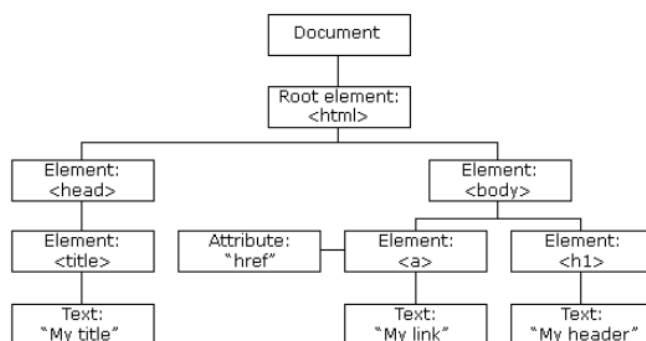 Document
Root element:
<html>
Element:
<head>
Element:
<body>
Element:
<title>
Attribute:
“href”
Element:
<a>
Element:
<h1>
Text:
“My title”
Text:
“My link”
Text:
“My header”